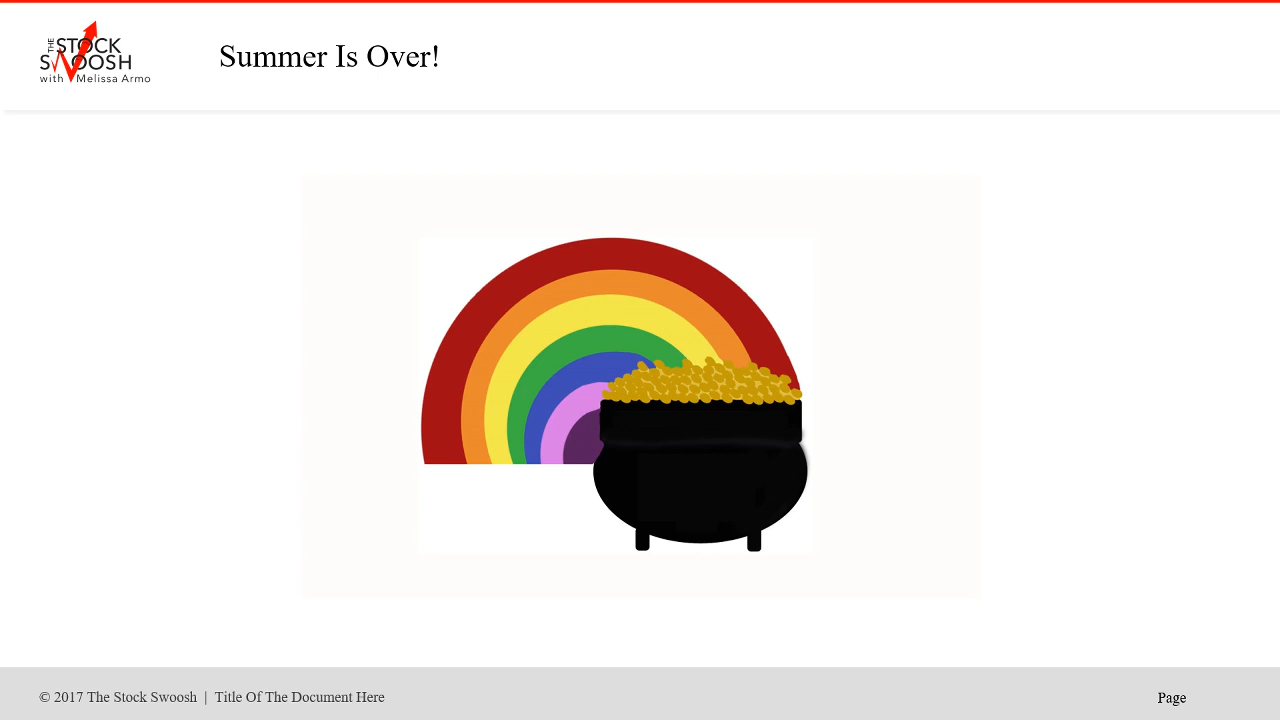 THE STOCK
SWOOSH
with Melissa Armo
Summer Is Over!
© 2017 The Stock Swoosh | Title Of The Document Here
Page